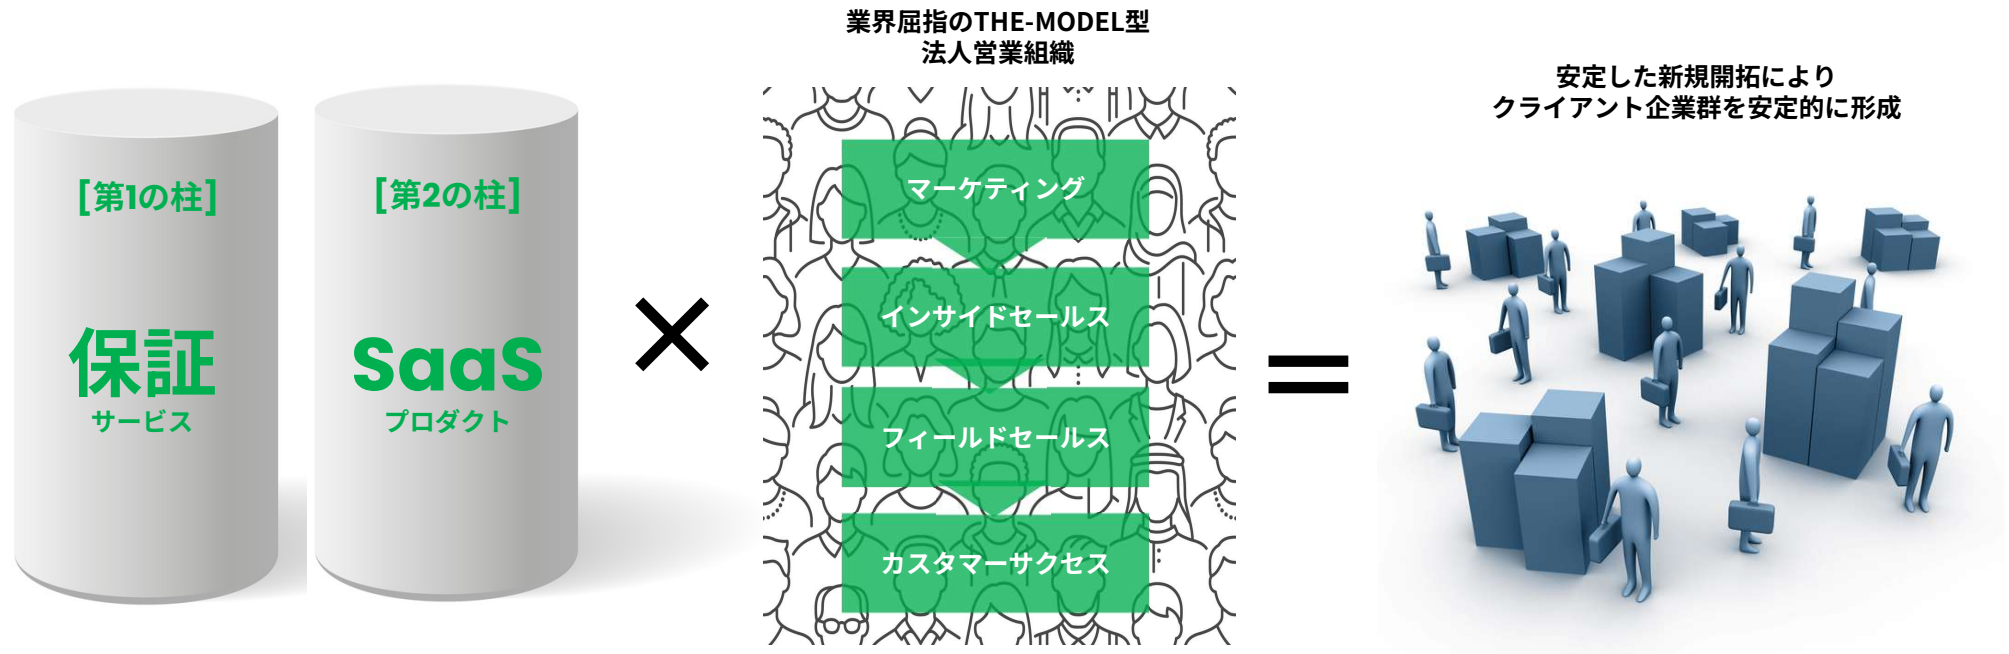 [第1の柱]
保証
サービス
[第2の柱]
SaaS
プロダクト
×
業界屈指のTHE-MODEL型
法人営業組織
マーケティング
インサイドセールス
フィールドセールス
カスタマーサクセス
=
安定した新規開拓により
クライアント企業群を安定的に形成